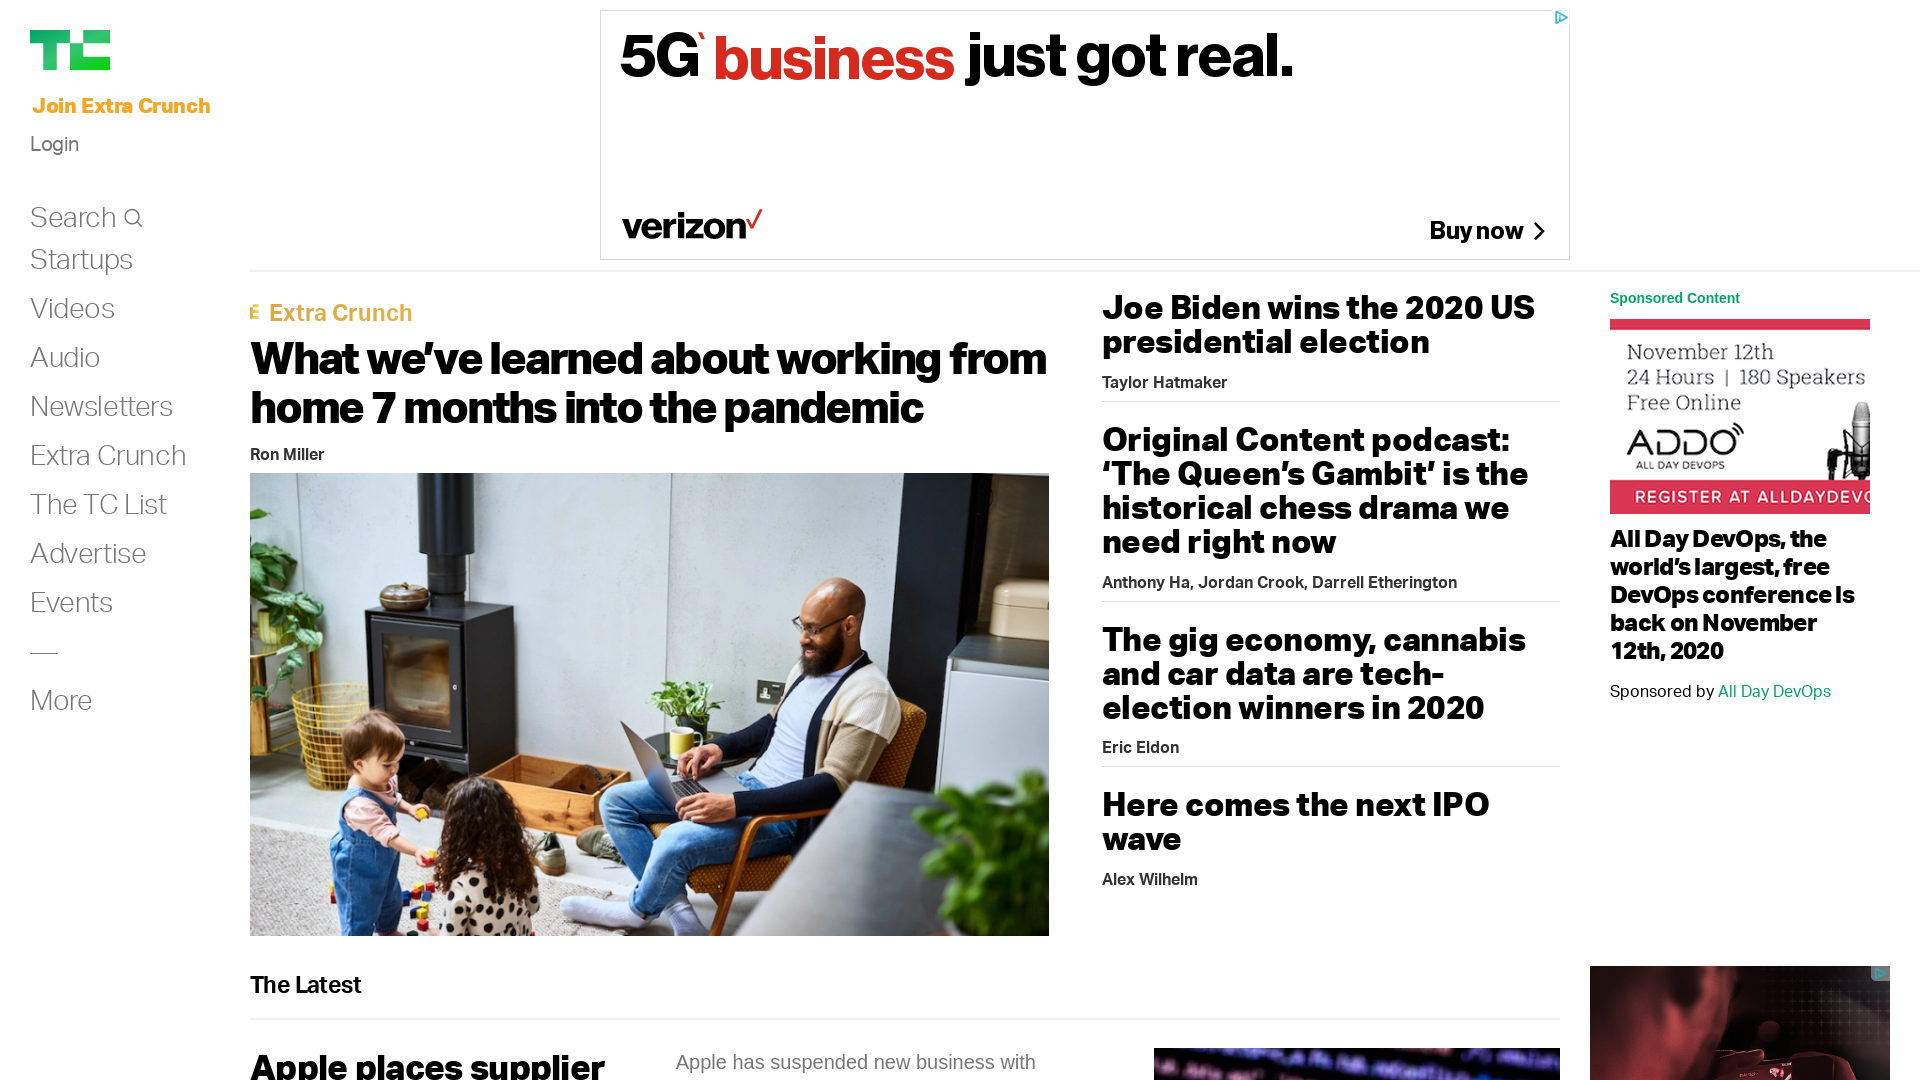 TC
Join Extra Crunch
Login
Search
Startups
Videos
Audio
Newsletters
Extra Crunch
The TC List
Advertise
Events
—
More
5G business just got real.
verizon
Buy now
Extra Crunch
What we’ve learned about working from
home 7 months into the pandemic
Ron Miller
Joe Biden wins the 2020 US
presidential election
Taylor Hatmaker
Original Content podcast:
‘The Queen’s Gambit’ is the
historical chess drama we
need right now
Anthony Ha, Jordan Crook, Darrell Etherington
The gig economy, cannabis
and car data are tech-
election winners in 2020
Eric Eldon
Here comes the next IPO
wave
Alex Wilhelm
Sponsored Content
November 12th
24 Hours | 180 Speakers
Free Online
ADDO
ALL DAY DEVOPS
REGISTER AT ALLDAYDEVO
All Day DevOps, the
world’s largest, free
DevOps conference Is
back on November
12th, 2020
Sponsored by All Day DevOps
The Latest
Apple places supplier
Apple has suspended new business with